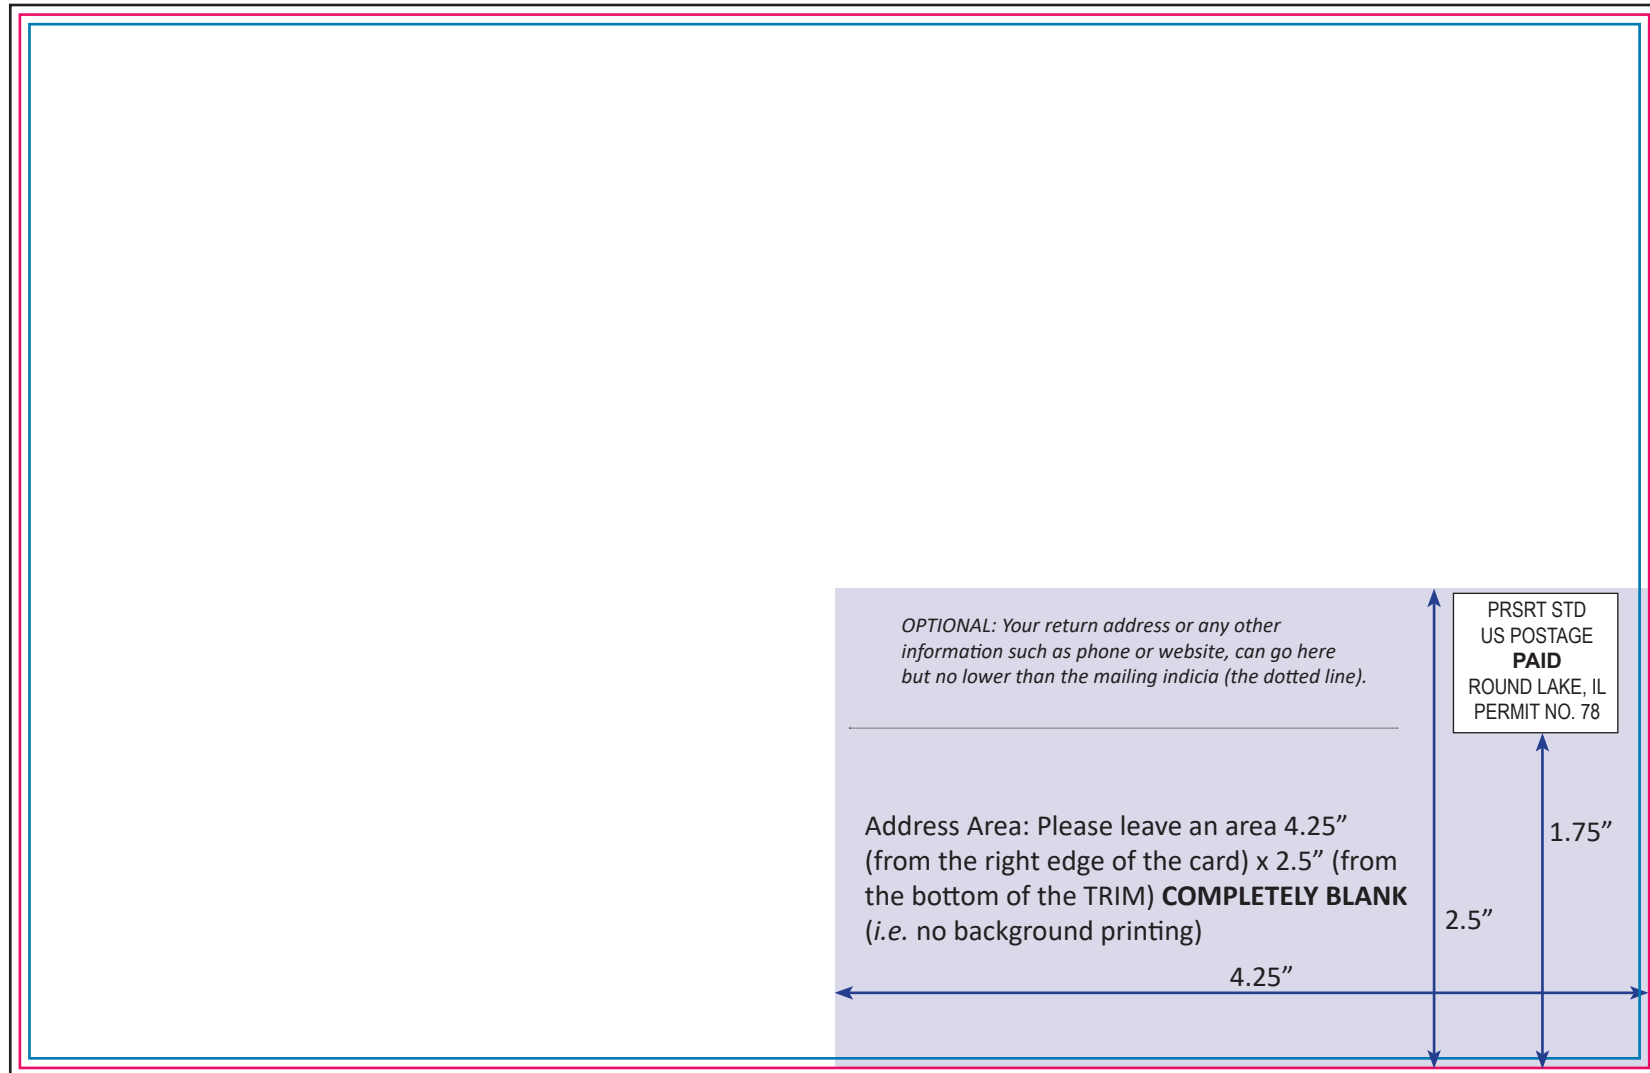 OPTIONAL: Your return address or any other
information such as phone or website, can go here
but no lower than the mailing indicia (the dotted line).
PRSRT STD
US POSTAGE
PAID
ROUND LAKE, IL
PERMIT NO. 78
Address Area: Please leave an area 4.25”
(from the right edge of the card) x 2.5” (from
the bottom of the TRIM) COMPLETELY BLANK
(i.e. no background printing)
1.75”
2.5”
4.25”